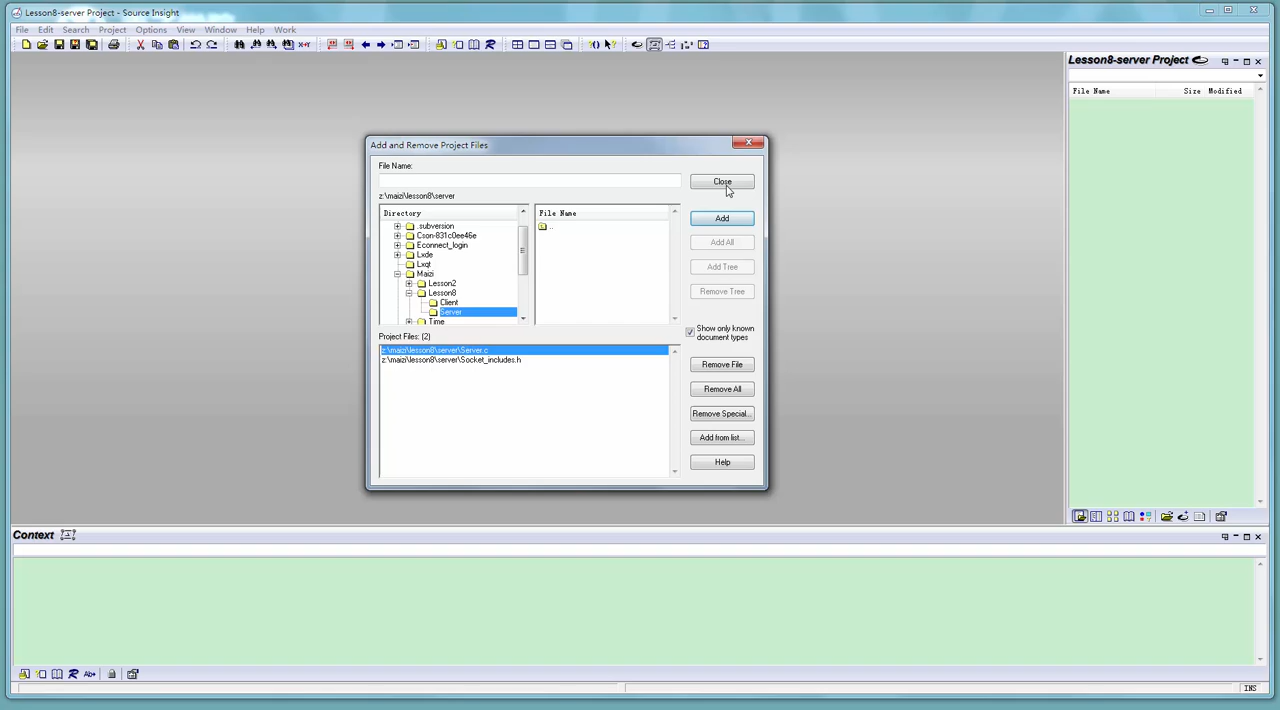 Lesson8-server Project - Source Insight
File Edit Search Project Options View Window Help Work
Lesson8-server Project
File Name Size Modified
Add and Remove Project Files
File Name:
Close
z:\maizi\lesson8\server
Directory
File Name
Add
.subversion
..
Cson-831c0ee46e
Econnect_login
Add All
Lxde
Lxqt
Add Tree
Maizi
Lesson2
Lesson8
Remove Tree
Client
Server
Time
Show only known
document types
Project Files: (2)
z:\maizi\lesson8\server\Server.c
z:\maizi\lesson8\server\Socket_includes.h
Remove File
Remove All
Remove Special...
Add from list...
Help
Context
INS